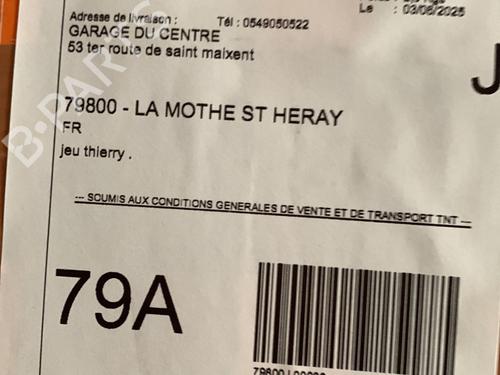 Adresse de livraison : Tél : 0549050522
Le : 03/06/2025
GARAGE DU CENTRE
53 ter route de saint maixent
J
79800 - LA MOTHE ST HERAY
FR
jeu thierry .
--- SOUMIS AUX CONDITIONS GENERALES DE VENTE ET DE TRANSPORT TNT ---
79A
B-PARTS